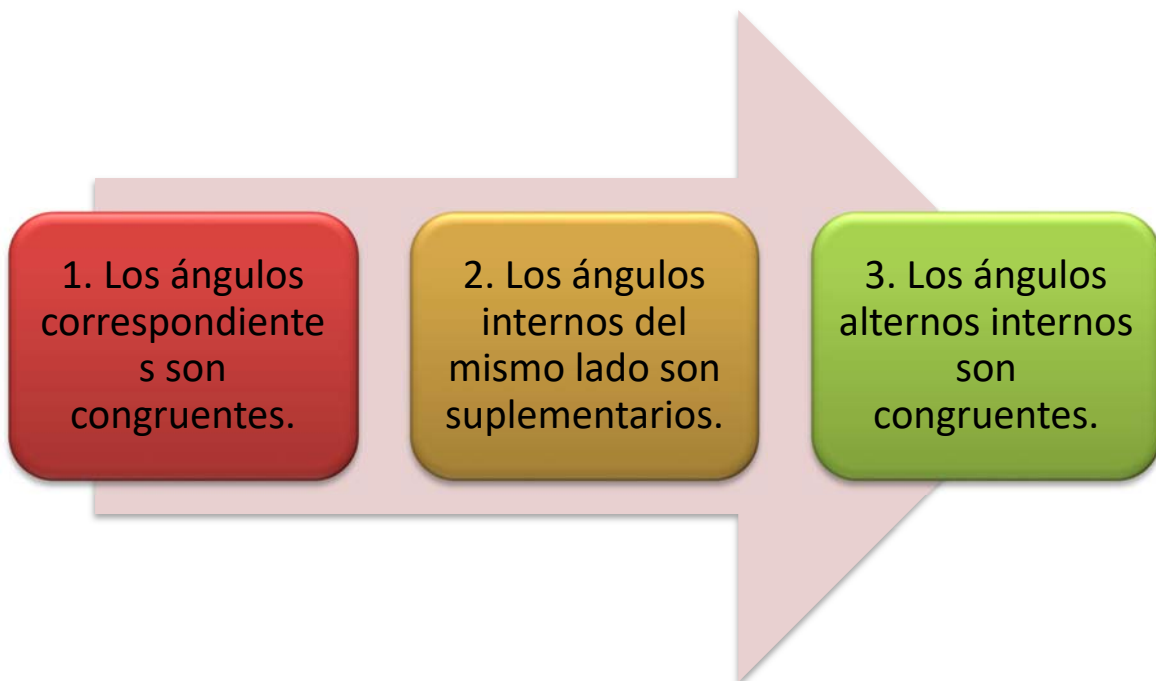 1. Los ángulos
correspondiente
s son
congruentes.
2. Los ángulos
internos del
mismo lado son
suplementarios.
3. Los ángulos
alternos internos
son
congruentes.